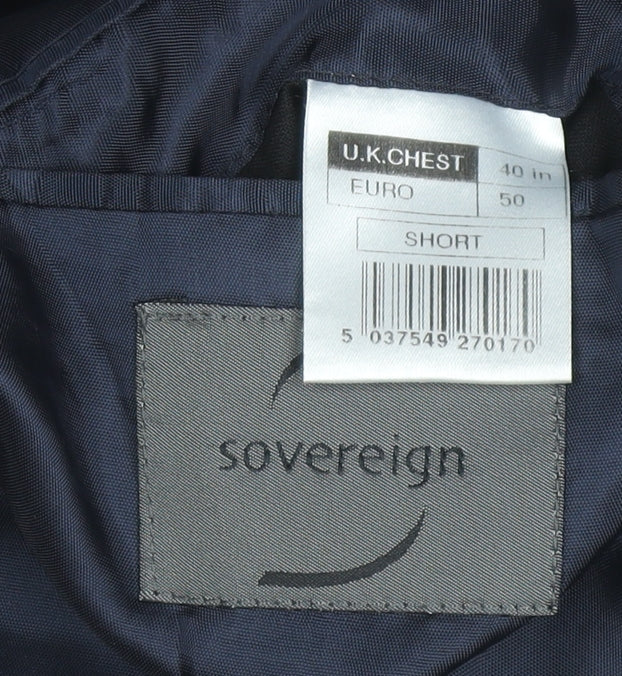 U.K.CHEST 40 in
EURO 50
SHORT
5 037549 270170
sovereign